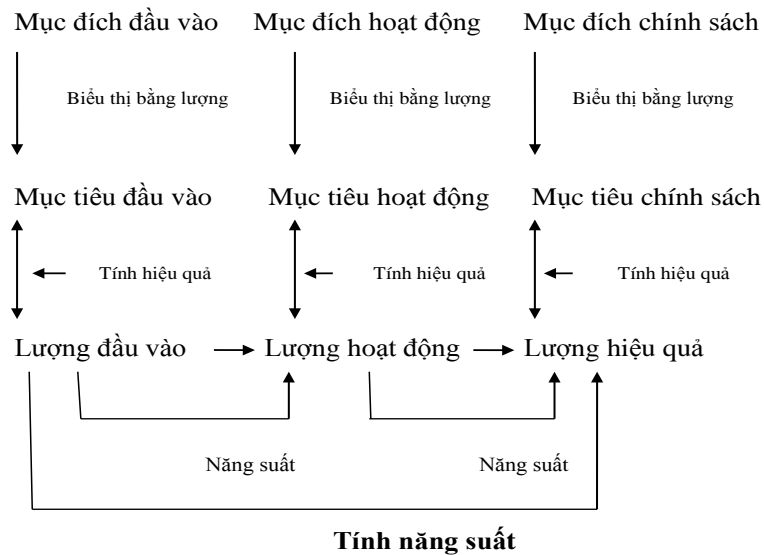 Mục đích đầu vào Mục đích hoạt động Mục đích chính sách
Biểu thị bằng lượng Biểu thị bằng lượng Biểu thị bằng lượng
Mục tiêu đầu vào Mục tiêu hoạt động Mục tiêu chính sách
Tính hiệu quả Tính hiệu quả Tính hiệu quả
Lượng đầu vào Lượng hoạt động Lượng hiệu quả
Năng suất Năng suất
Tính năng suất